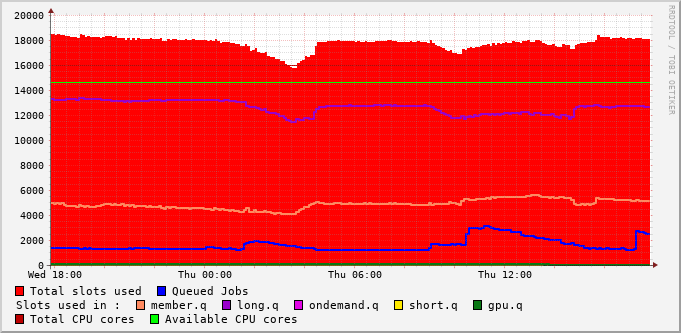 20000
18000
16000
14000
12000
10000
8000
6000
4000
2000
0
Wed 18:00 Thu 00:00 Thu 06:00 Thu 12:00
Total slots used Queued Jobs
Slots used in : member.q long.q ondemand.q short.q gpu.q
Total CPU cores Available CPU cores
RRDTOOL / TOBI OETIKER